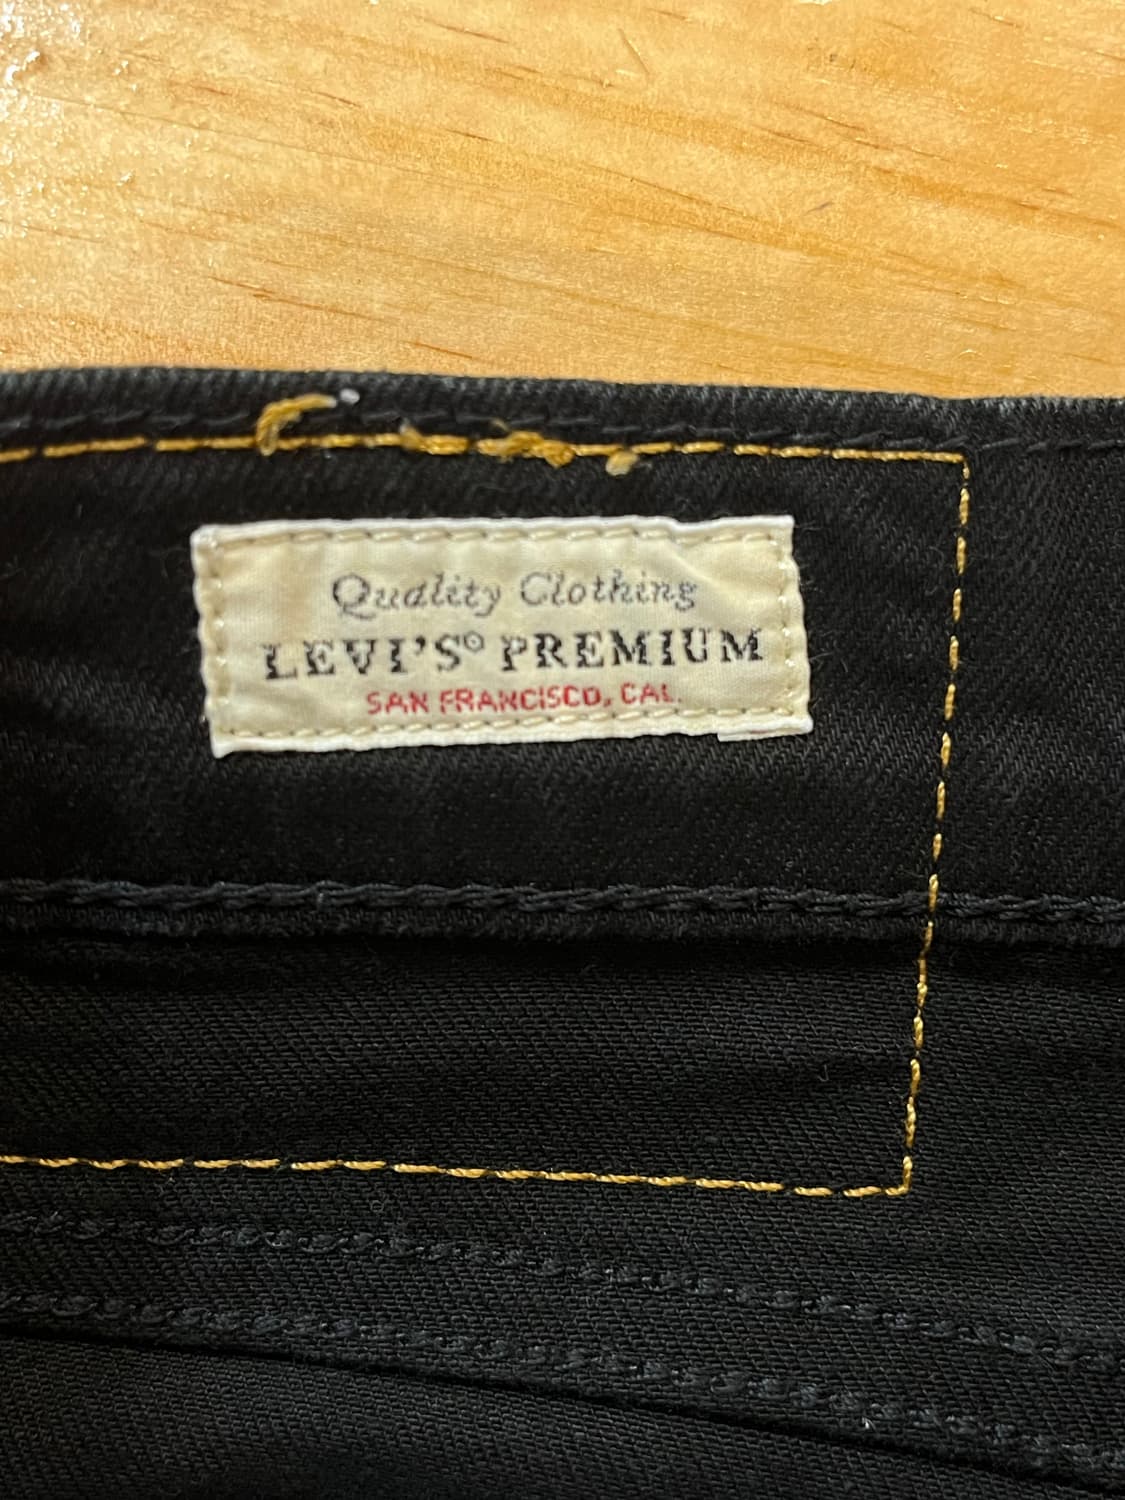 Quality Clothing
LEVI'S® PREMIUM
SAN FRANCISCO, CAL.